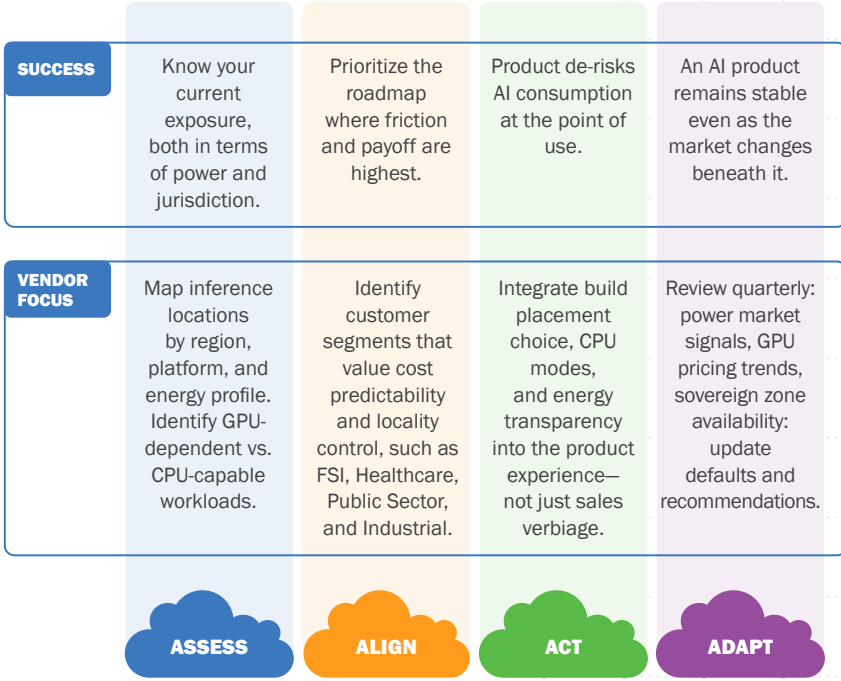 SUCCESS
Know your
current
exposure,
both in terms
of power and
jurisdiction.
Prioritize the
roadmap
where friction
and payoff are
highest.
Product de-risks
AI consumption
at the point of
use.
An AI product
remains stable
even as the
market changes
beneath it.
VENDOR
FOCUS
Map inference
locations
by region,
platform, and
energy profile.
Identify GPU-
dependent vs.
CPU-capable
workloads.
Identify
customer
segments that
value cost
predictability
and locality
control, such as
FSI, Healthcare,
Public Sector,
and Industrial.
Integrate build
placement
choice, CPU
modes,
and energy
transparency
into the product
experience—
not just sales
verbiage.
Review quarterly:
power market
signals, GPU
pricing trends,
sovereign zone
availability:
update
defaults and
recommendations.
ASSESS
ALIGN
ACT
ADAPT